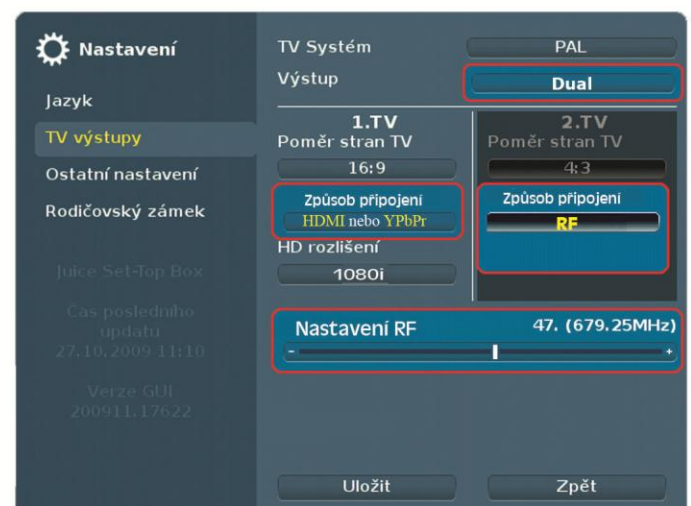 Nastavení
Jazyk
TV výstupy
Ostatní nastavení
Rodičovský zámek
Juice Set-Top Box
Čas posledního
updatu
27.10.2009 11:10
Verze GUI
200911.17622
TV Systém
PAL
Výstup
Dual
1.TV
Poměr stran TV
16:9
Způsob připojení
HDMI nebo YPbPr
HD rozlišení
1080i
2.TV
Poměr stran TV
4:3
Způsob připojení
RF
Nastavení RF
47. (679.25MHz)
- +
Uložit
Zpět